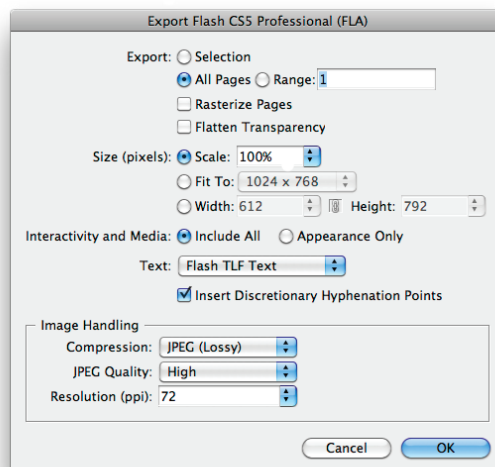 Export Flash CS5 Professional (FLA)
Export: Selection
All Pages Range: 1
Rasterize Pages
Flatten Transparency
Size (pixels): Scale: 100%
Fit To: 1024 x 768
Width: 612 Height: 792
Interactivity and Media: Include All Appearance Only
Text: Flash TLF Text
Insert Discretionary Hyphenation Points
Image Handling
Compression: JPEG (Lossy)
JPEG Quality: High
Resolution (ppi): 72
Cancel OK